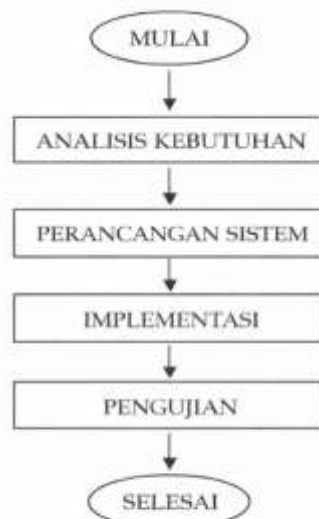 MULAI
ANALISIS KEBUTUHAN
PERANCANGAN SISTEM
IMPLEMENTASI
PENGUJIAN
SELESAI